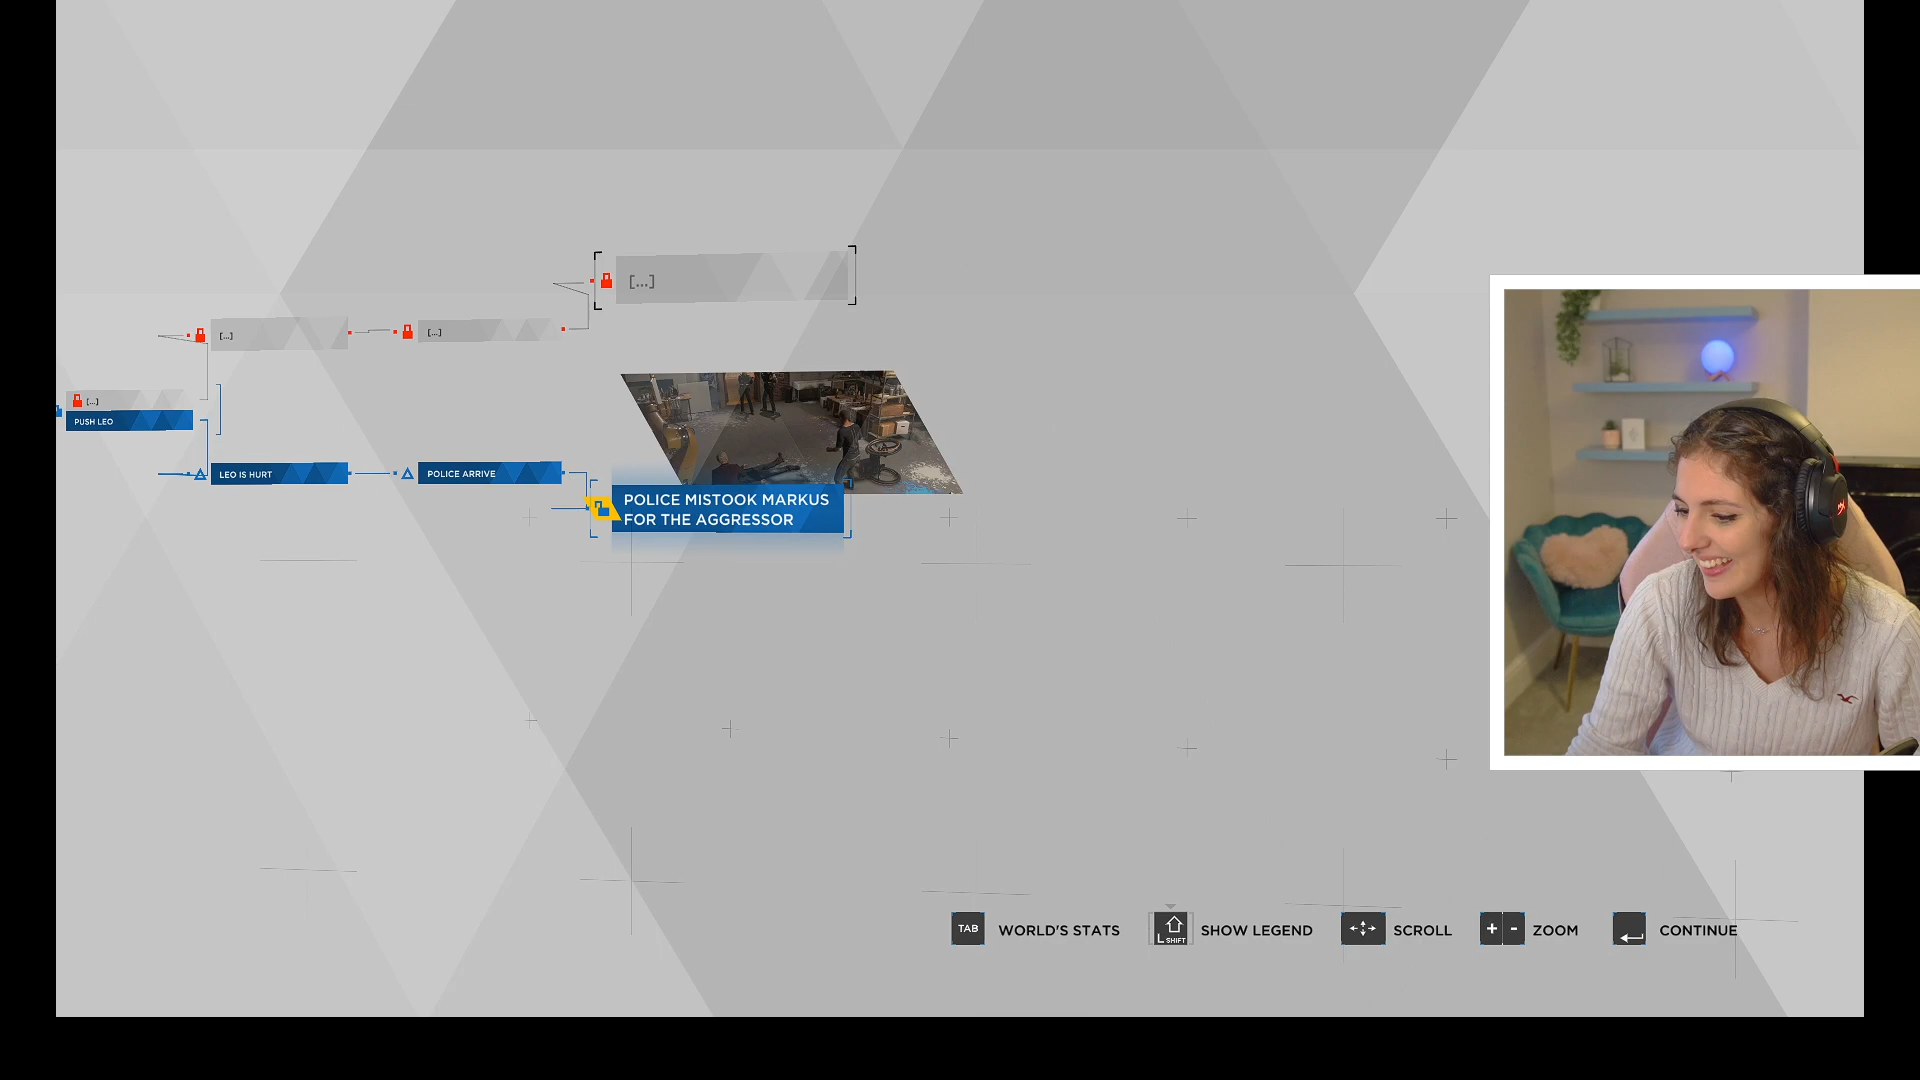 [...]
[...]
[...]
[...]
PUSH LEO
LEO IS HURT
POLICE ARRIVE
POLICE MISTOOK MARKUS
FOR THE AGGRESSOR
TAB WORLD'S STATS
L SHIFT SHOW LEGEND
SCROLL
+ - ZOOM
CONTINUE